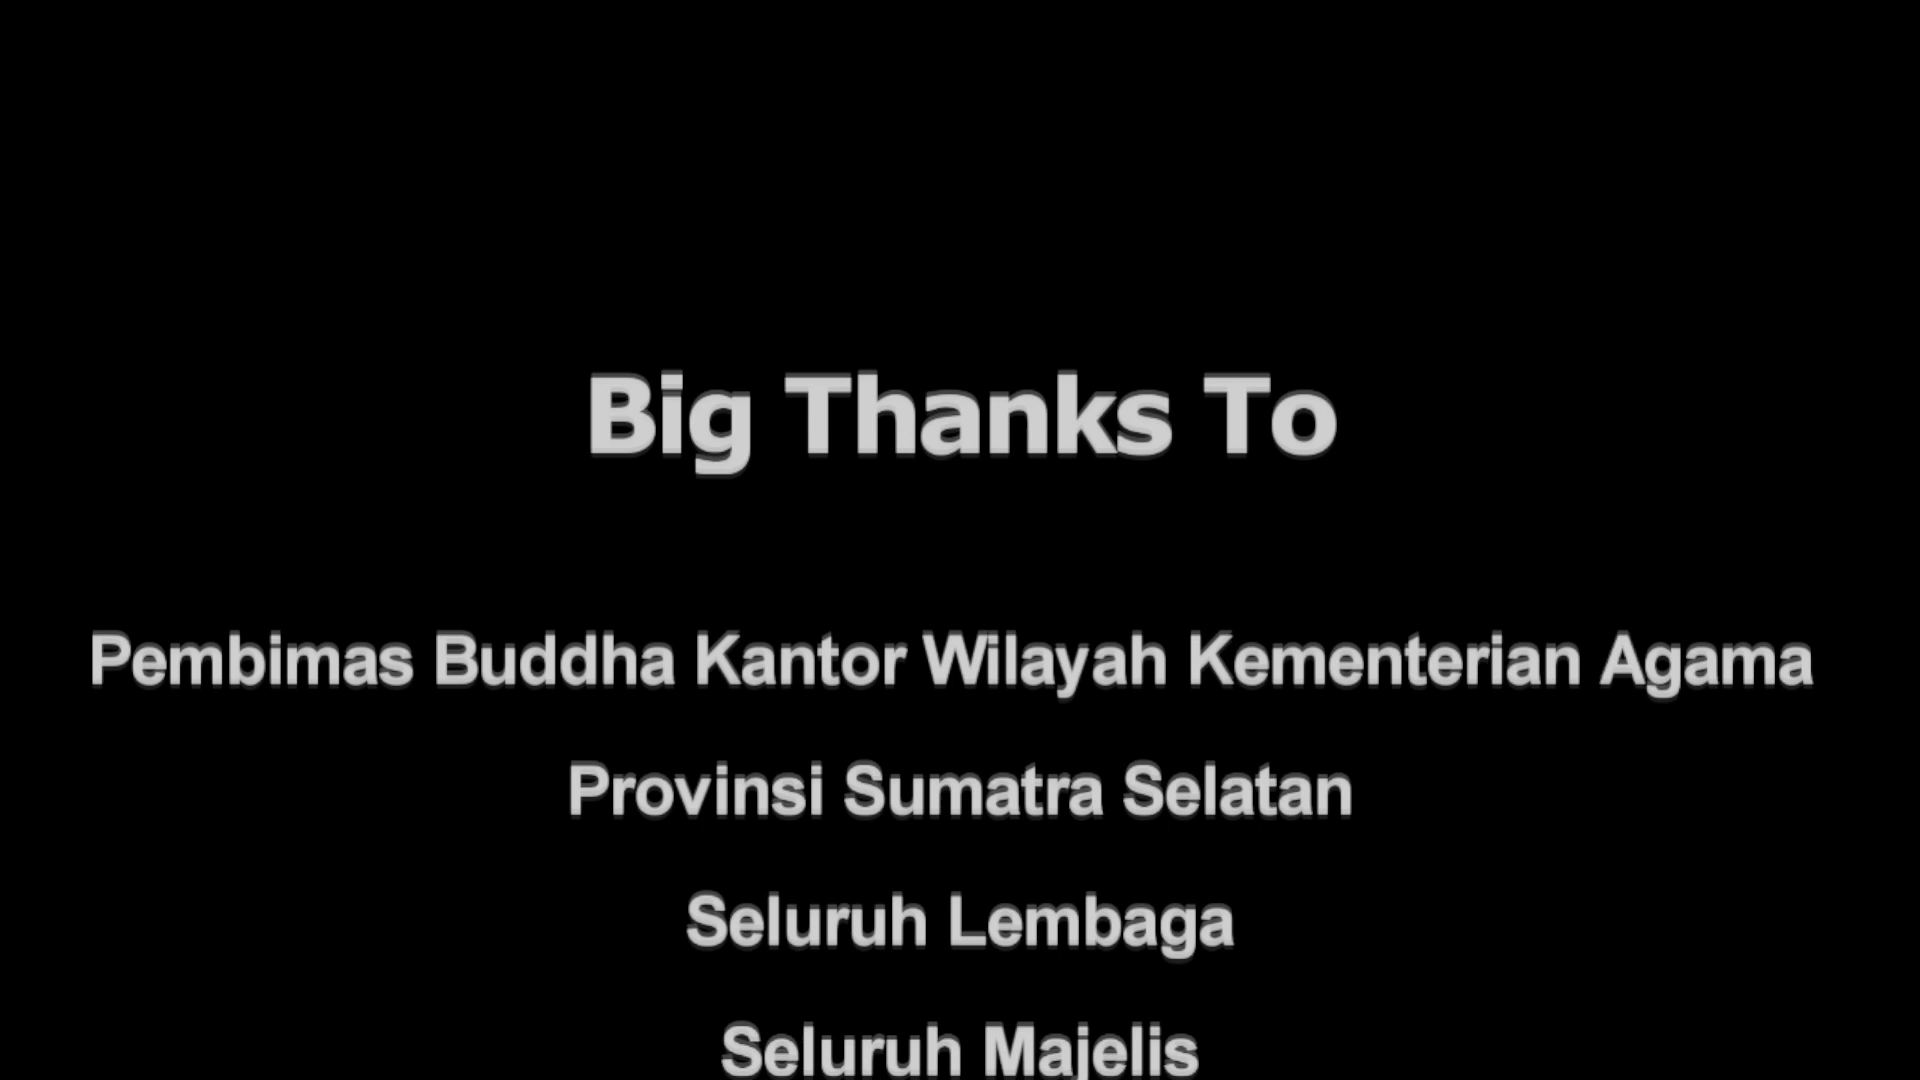 Big Thanks To
Pembimas Buddha Kantor Wilayah Kementerian Agama
Provinsi Sumatra Selatan
Seluruh Lembaga
Seluruh Majelis